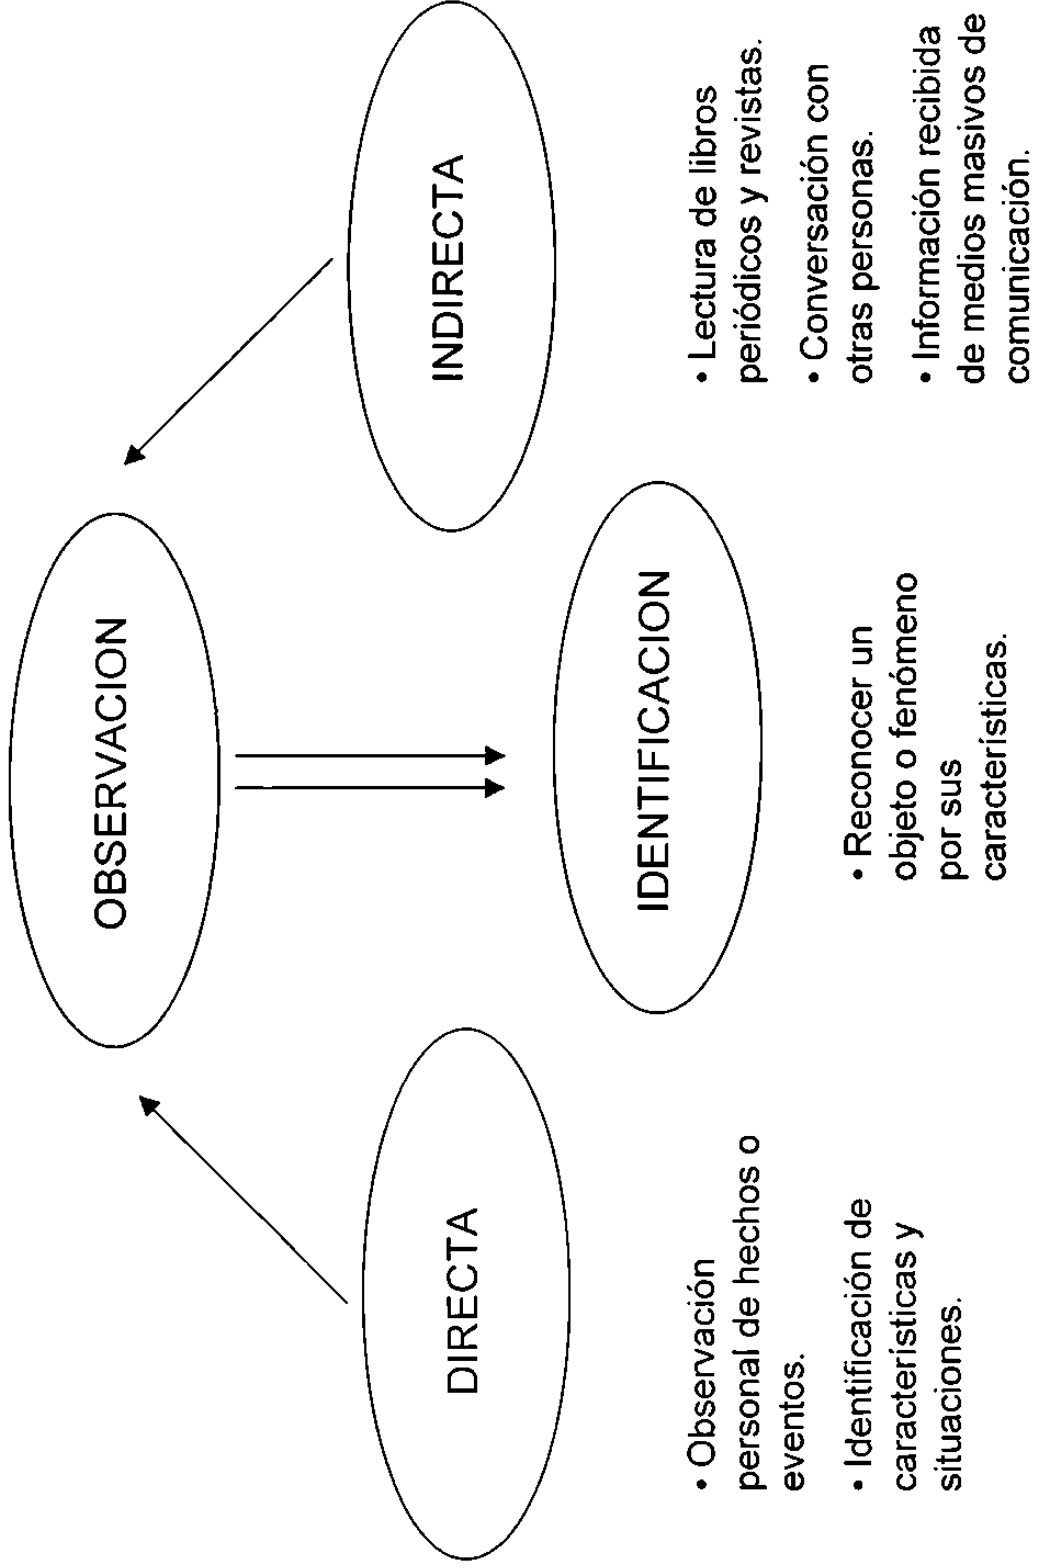 OBSERVACION
DIRECTA
INDIRECTA
IDENTIFICACION
• Observación
personal de hechos o
eventos.
• Identificación de
características y
situaciones.
• Reconocer un
objeto o fenómeno
por sus
características.
• Lectura de libros
periódicos y revistas.
• Conversación con
otras personas.
• Información recibida
de medios masivos de
comunicación.